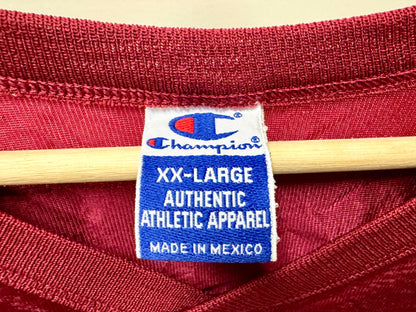 Champion
XX-LARGE
AUTHENTIC
ATHLETIC APPAREL
MADE IN MEXICO